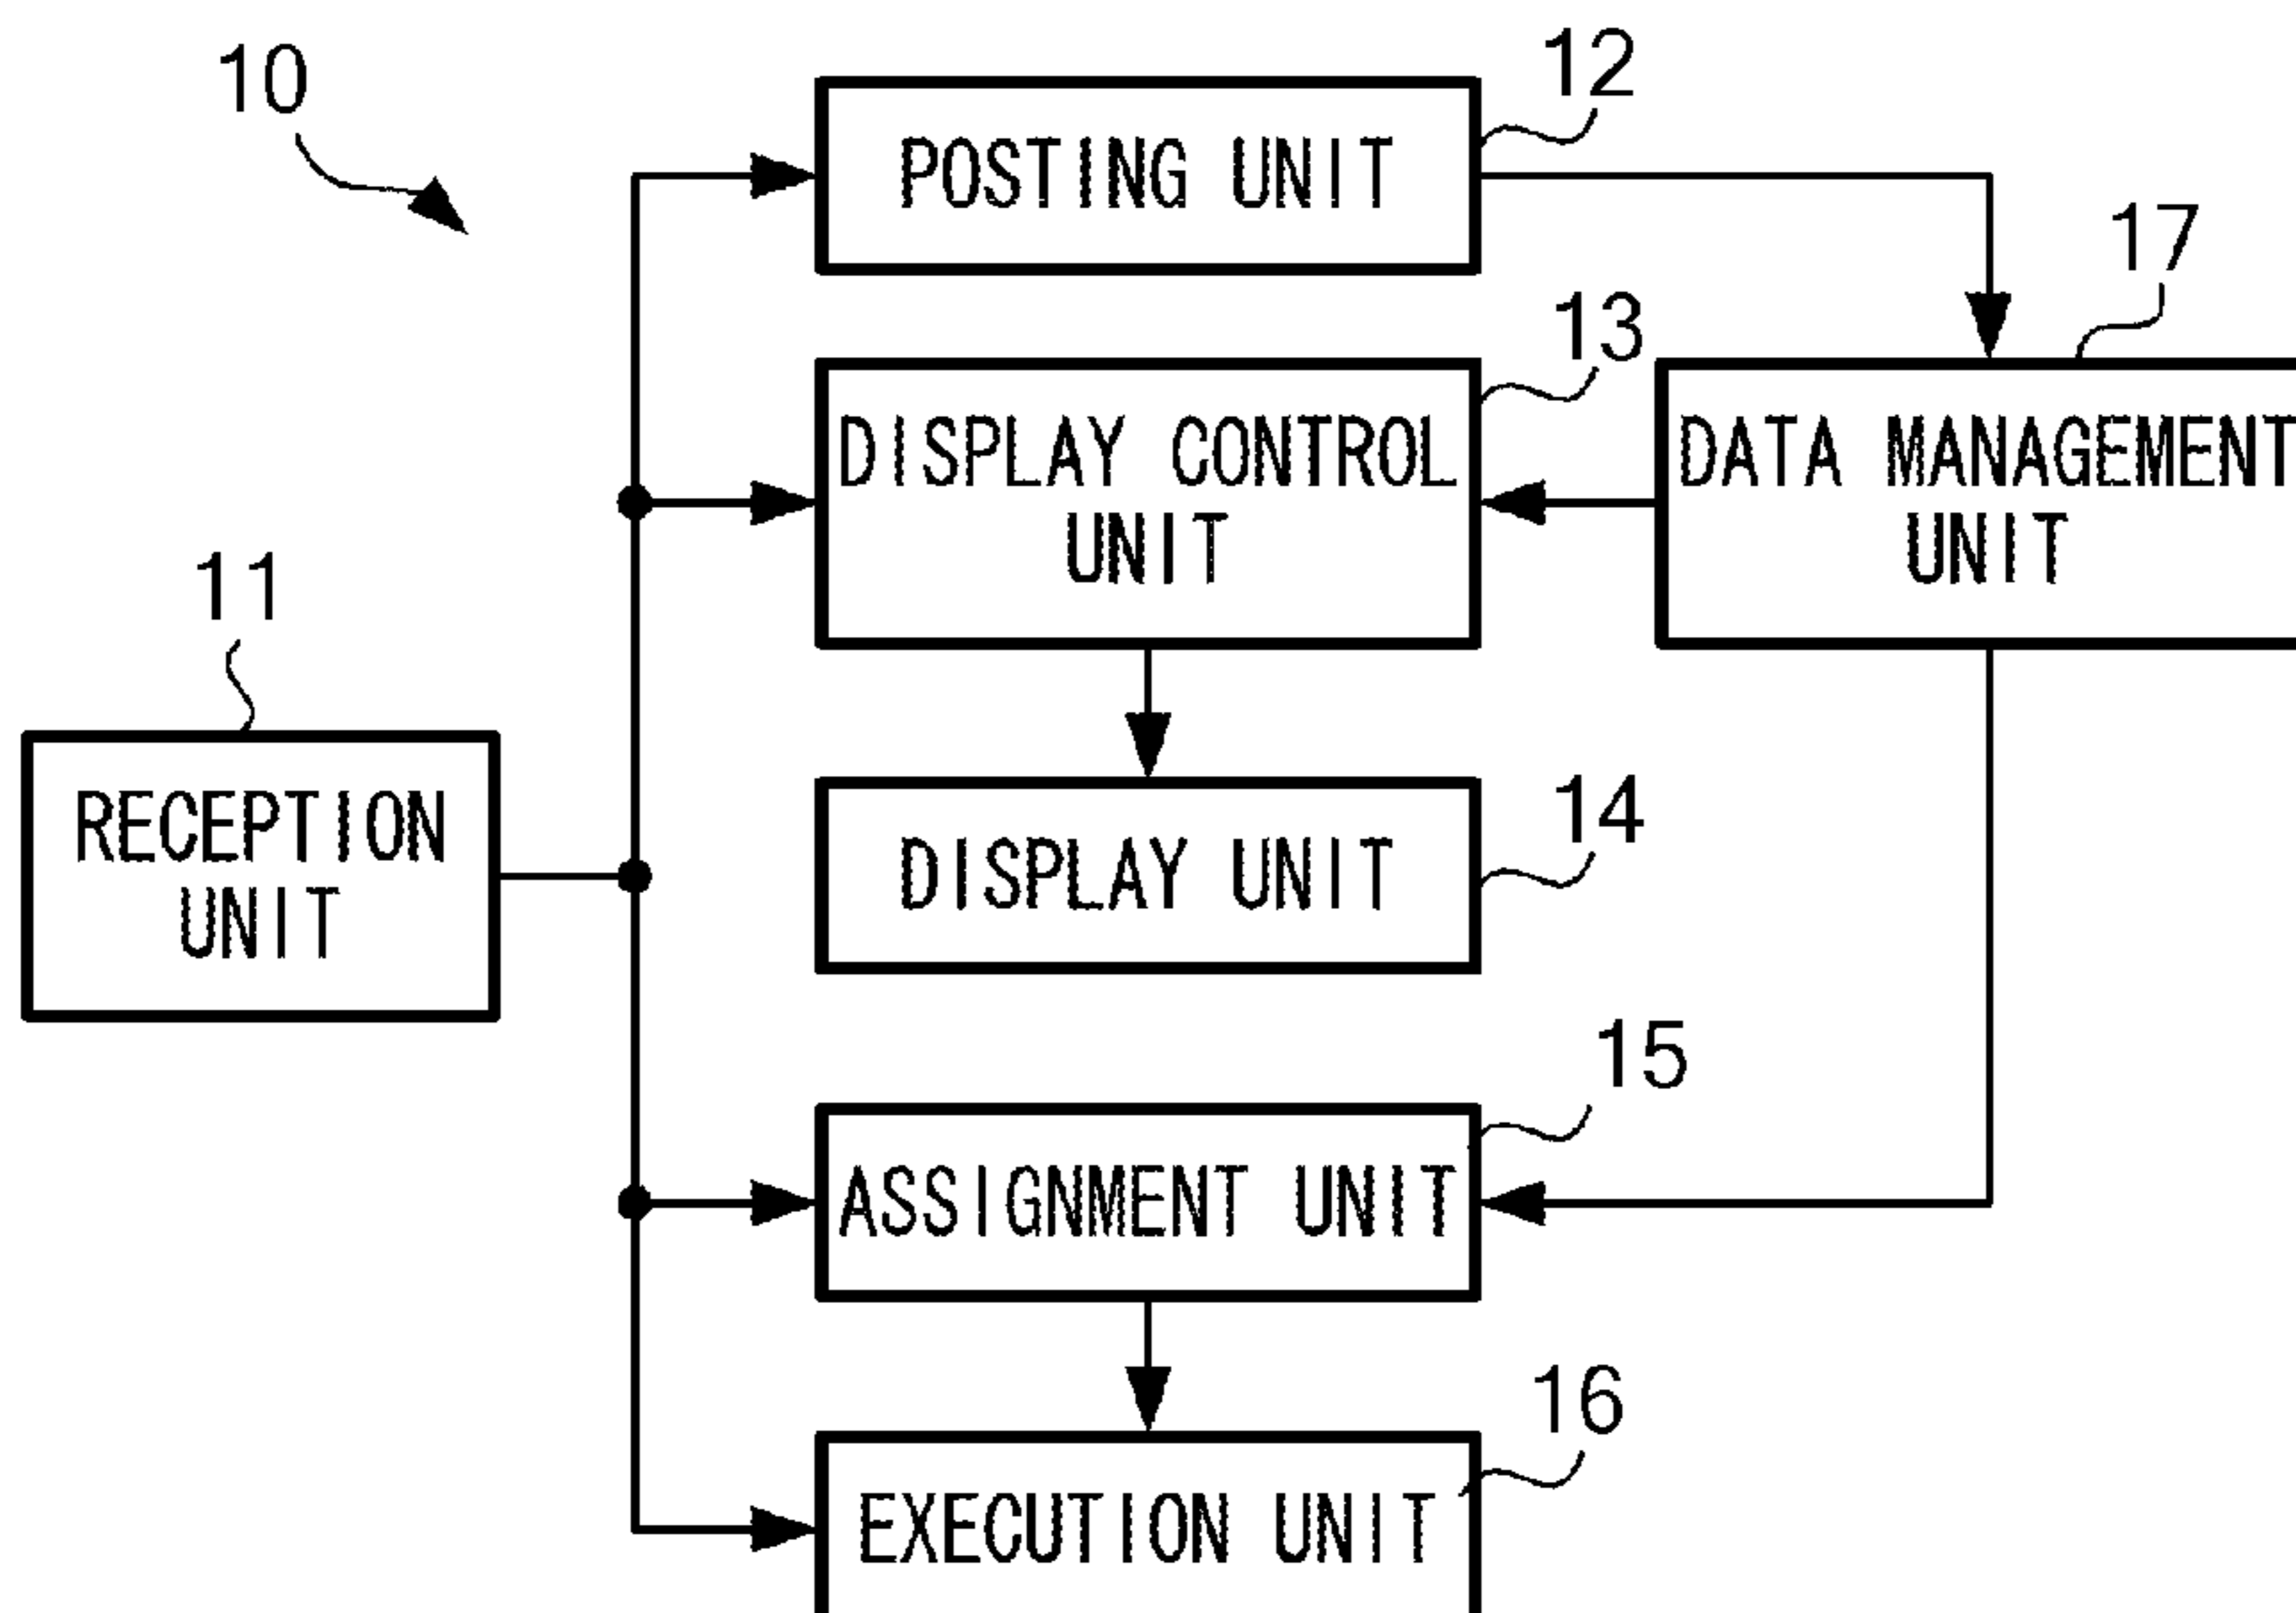 10
12
POSTING UNIT
17
13
DISPLAY CONTROL
UNIT
DATA MANAGEMENT
UNIT
11
RECEPTION
UNIT
14
DISPLAY UNIT
15
ASSIGNMENT UNIT
16
EXECUTION UNIT